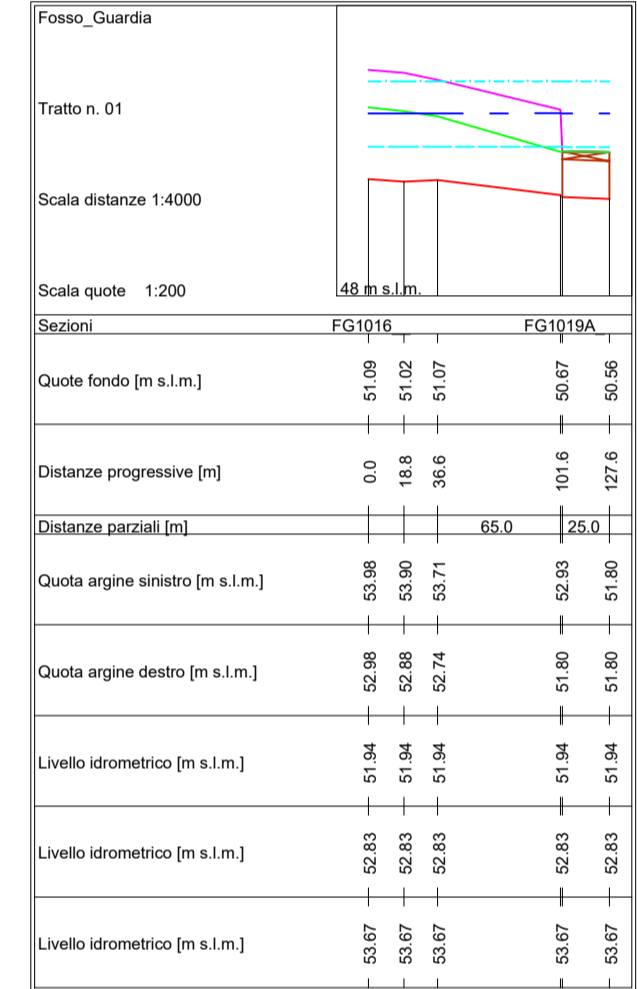 Fosso_Guardia
Tratto n. 01
Scala distanze 1:4000
Scala quote 1:200
48 m s.l.m.
Sezioni FG1016__ FG1019A_
Quote fondo [m s.l.m.] 51.09 51.02 51.07 50.67 50.56
Distanze progressive [m] 0.0 18.8 36.6 101.6 127.6
Distanze parziali [m] 65.0 25.0
Quota argine sinistro [m s.l.m.] 53.98 53.90 53.71 52.93 51.80
Quota argine destro [m s.l.m.] 52.98 52.88 52.74 51.80 51.80
Livello idrometrico [m s.l.m.] 51.94 51.94 51.94 51.94 51.94
Livello idrometrico [m s.l.m.] 52.83 52.83 52.83 52.83 52.83
Livello idrometrico [m s.l.m.] 53.67 53.67 53.67 53.67 53.67